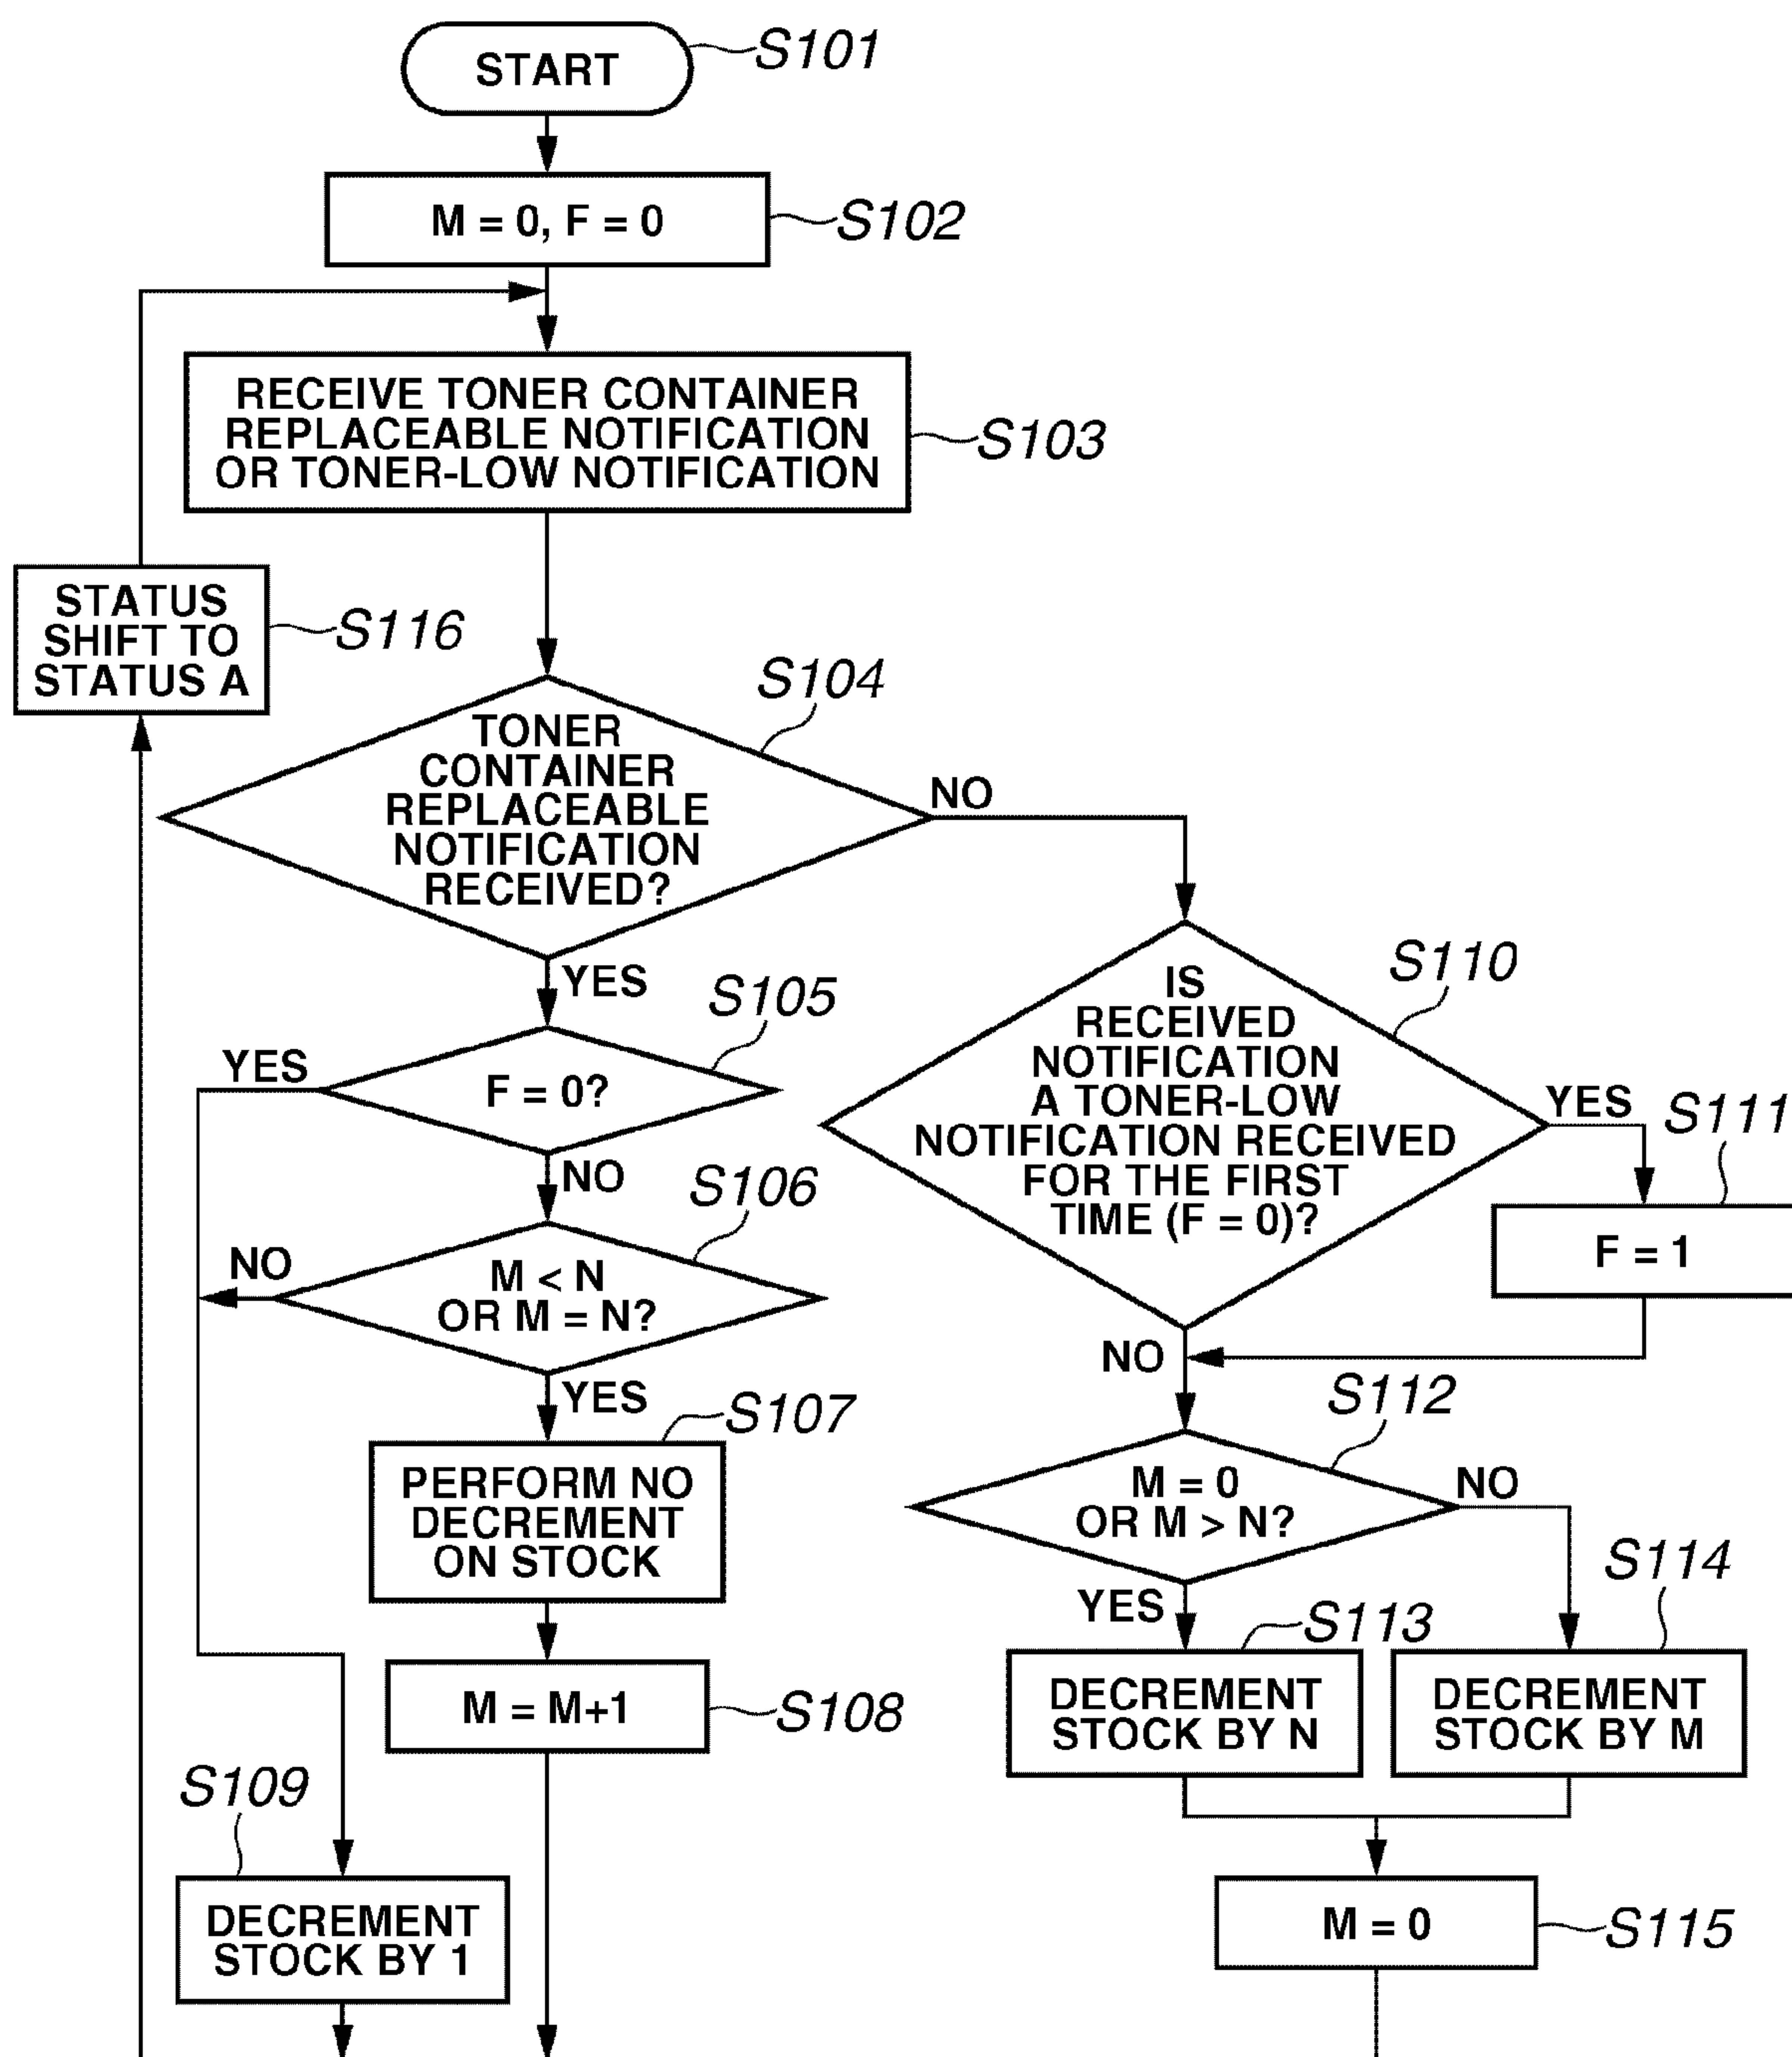 START
S101
M = 0, F = 0
S102
RECEIVE TONER CONTAINER
REPLACEABLE NOTIFICATION
OR TONER-LOW NOTIFICATION
S103
STATUS
SHIFT TO
STATUS A
S116
S104
TONER
CONTAINER
REPLACEABLE
NOTIFICATION
RECEIVED?
NO
YES
S105
YES
F = 0?
NO
S106
NO
M < N
OR M = N?
YES
S107
PERFORM NO
DECREMENT
ON STOCK
M = M+1
S108
S109
DECREMENT
STOCK BY 1
S110
IS
RECEIVED
NOTIFICATION
A TONER-LOW
NOTIFICATION RECEIVED
FOR THE FIRST
TIME (F = 0)?
YES
S111
F = 1
NO
S112
M = 0
OR M > N?
NO
YES
S113
S114
DECREMENT
STOCK BY N
DECREMENT
STOCK BY M
M = 0
S115